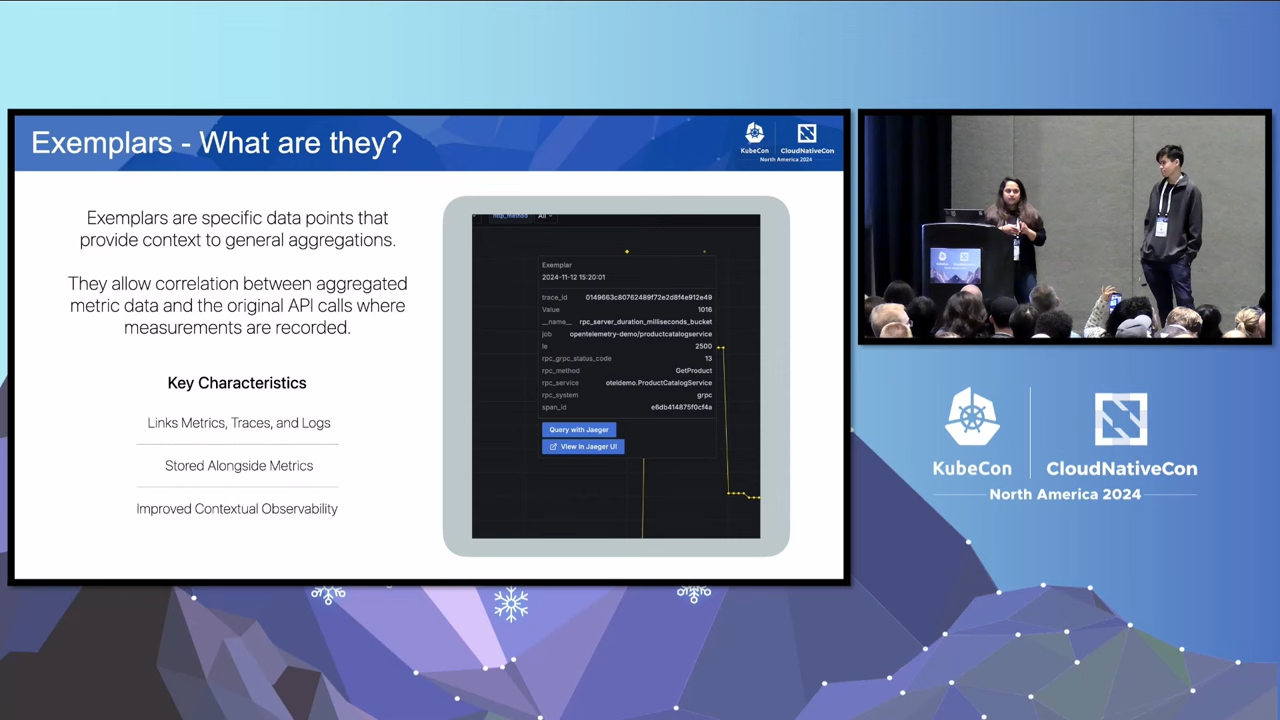 Exemplars - What are they?
KubeCon
CloudNativeCon
North America 2024
Exemplars are specific data points that
provide context to general aggregations.
They allow correlation between aggregated
metric data and the original API calls where
measurements are recorded.
Key Characteristics
Links Metrics, Traces, and Logs
Stored Alongside Metrics
Improved Contextual Observability
http_method All
Exemplar
2024-11-12 15:20:01
trace_id 0149663c80762489f72e2d8f4e912e49
Value 1016
__name__ rpc_server_duration_milliseconds_bucket
job opentelemetry-demo/productcatalogservice
le 2500
rpc_grpc_status_code 13
rpc_method GetProduct
rpc_service oteldemo.ProductCatalogService
rpc_system grpc
span_id e6db414875f0cf4a
Query with Jaeger
View in Jaeger UI
KubeCon
CloudNativeCon
North America 2024